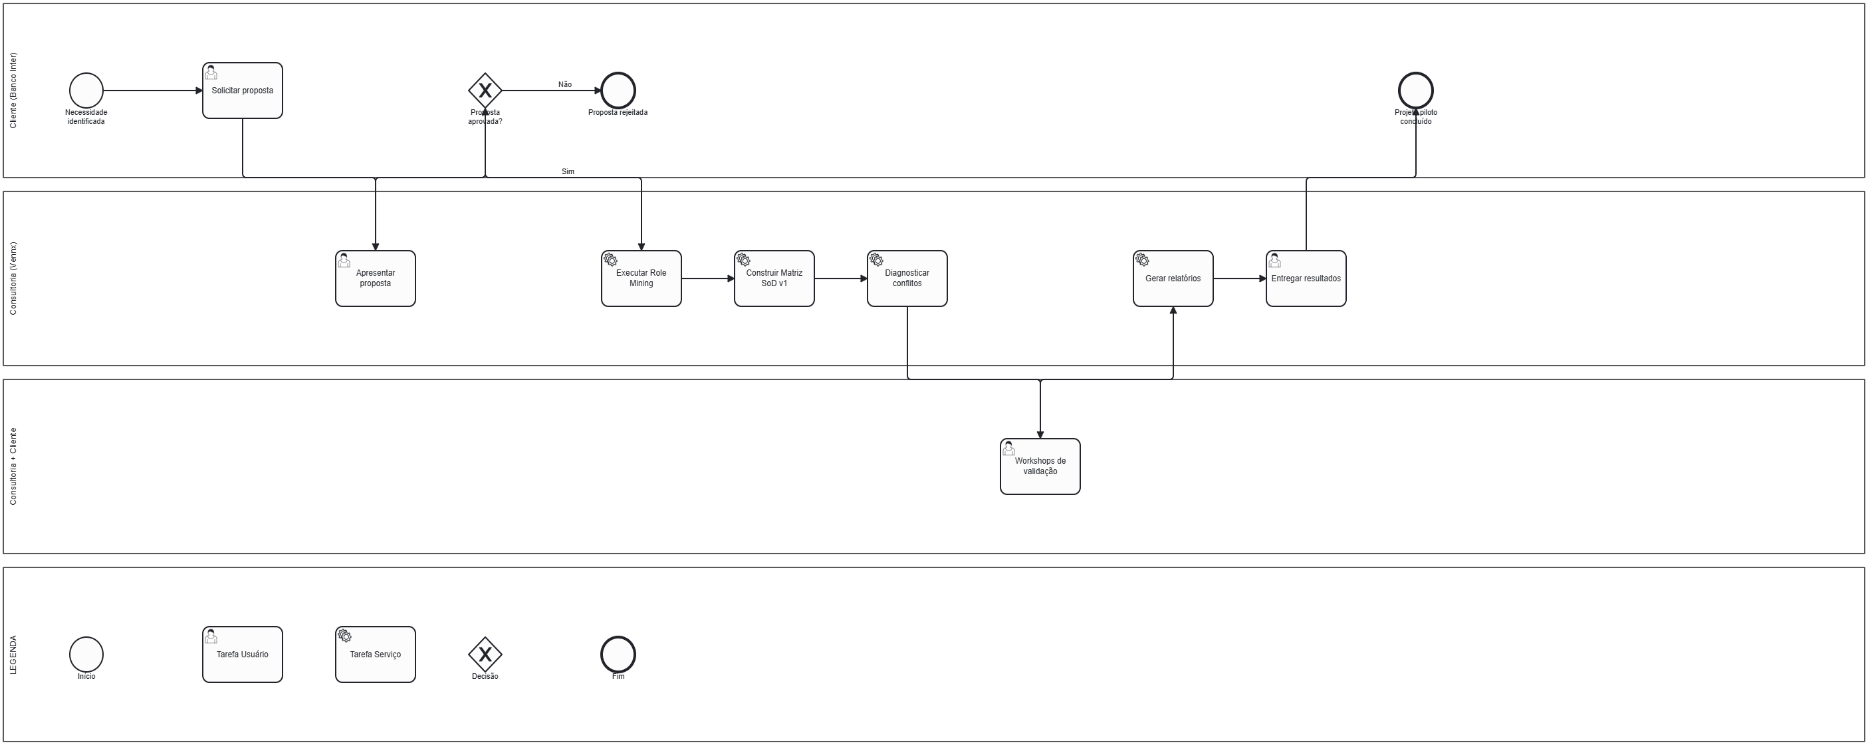 Cliente (Banco Inter)
Necessidade
identificada
Solicitar proposta
Proposta
aprovada?
Não
Proposta rejeitada
Projeto piloto
concluído
Sim
Consultoria (Vennx)
Apresentar
proposta
Executar Role
Mining
Construir Matriz
SoD v1
Diagnosticar
conflitos
Gerar relatórios
Entregar resultados
Consultoria + Cliente
Workshops de
validação
LEGENDA
Início
Tarefa Usuário
Tarefa Serviço
Decisão
Fim